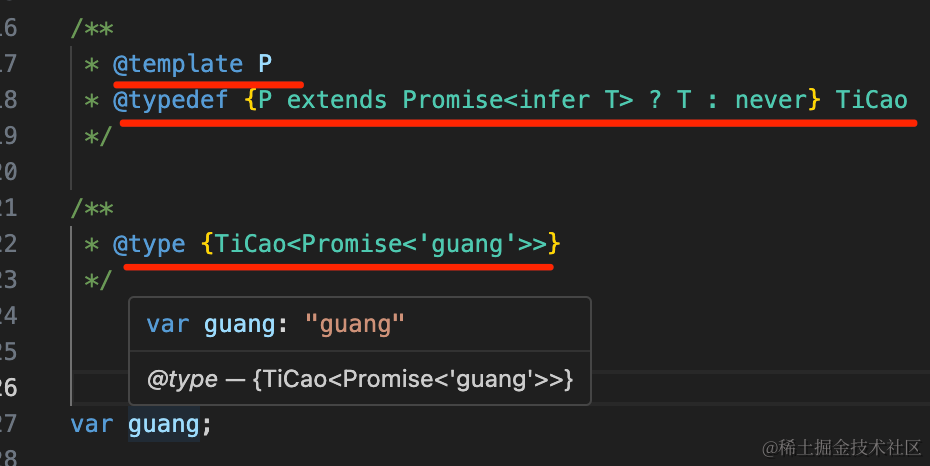 16 /**
17 * @template P
18 * @typedef {P extends Promise<infer T> ? T : never} TiCao
19 */
20
21 /**
22 * @type {TiCao<Promise<'guang'>>}
23 */
24 var guang: "guang"
25
26 @type — {TiCao<Promise<'guang'>>}
27 var guang;
28
@稀土掘金技术社区